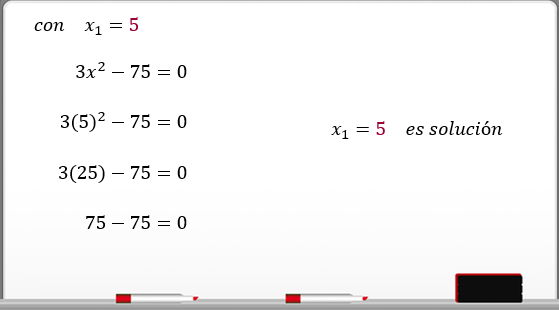 con x₁ = 5
3x² − 75 = 0
3(5)² − 75 = 0
x₁ = 5 es solución
3(25) − 75 = 0
75 − 75 = 0